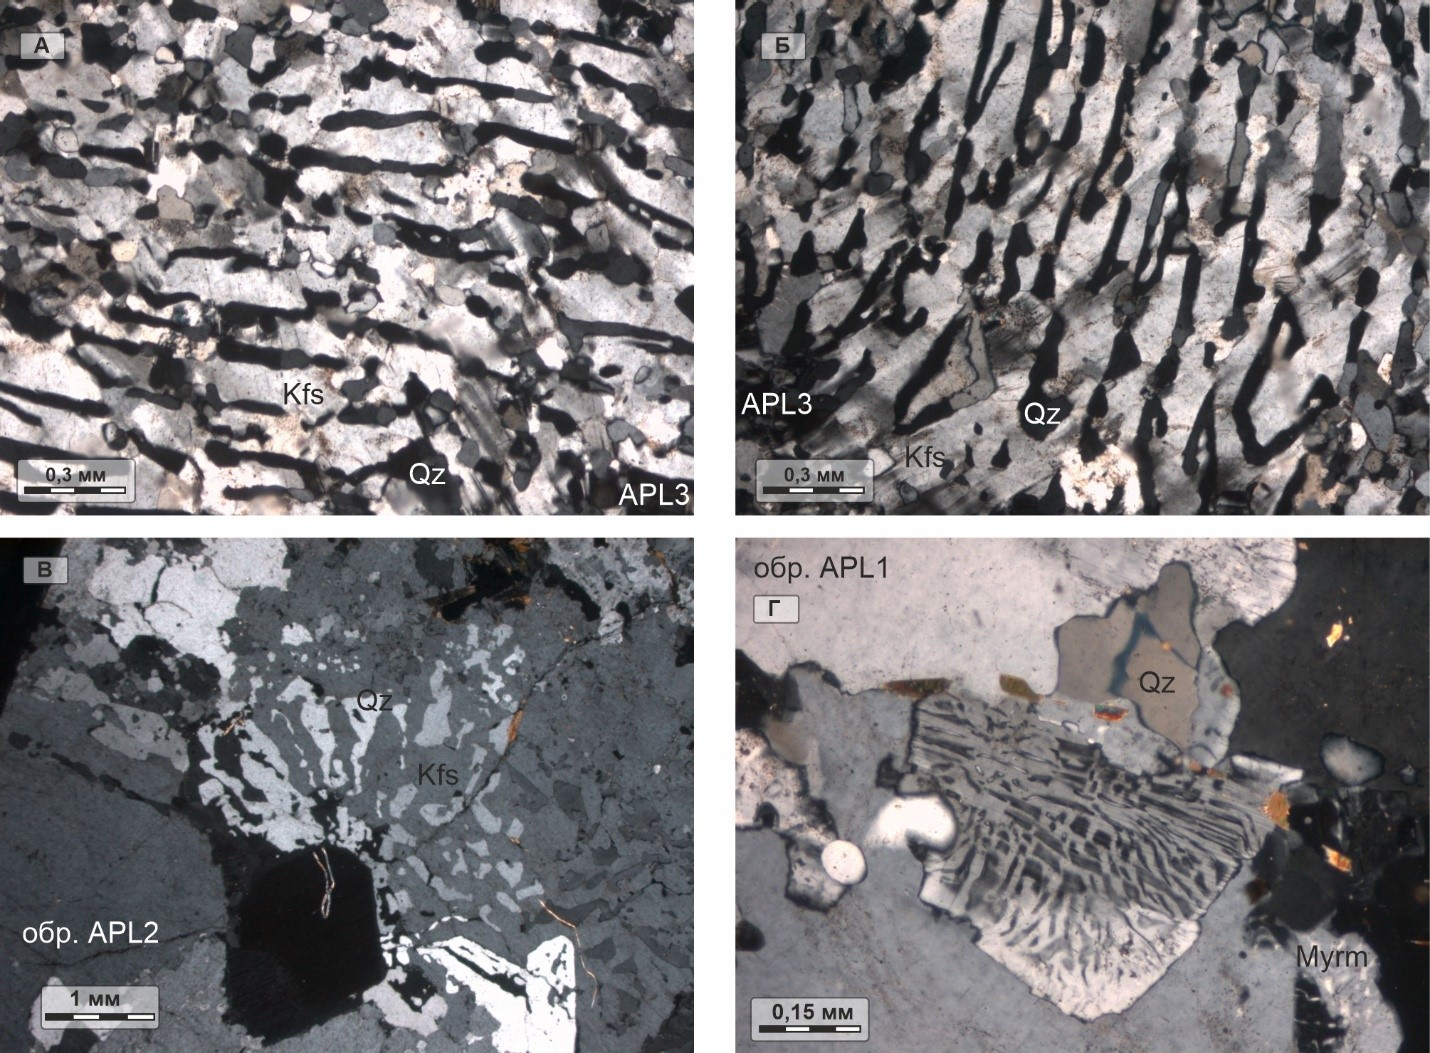 А
Kfs
Qz
0,3 мм
APL3
Б
APL3
Qz
Kfs
0,3 мм
В
Qz
Kfs
обр. APL2
1 мм
обр. APL1
Г
Qz
Myrm
0,15 мм